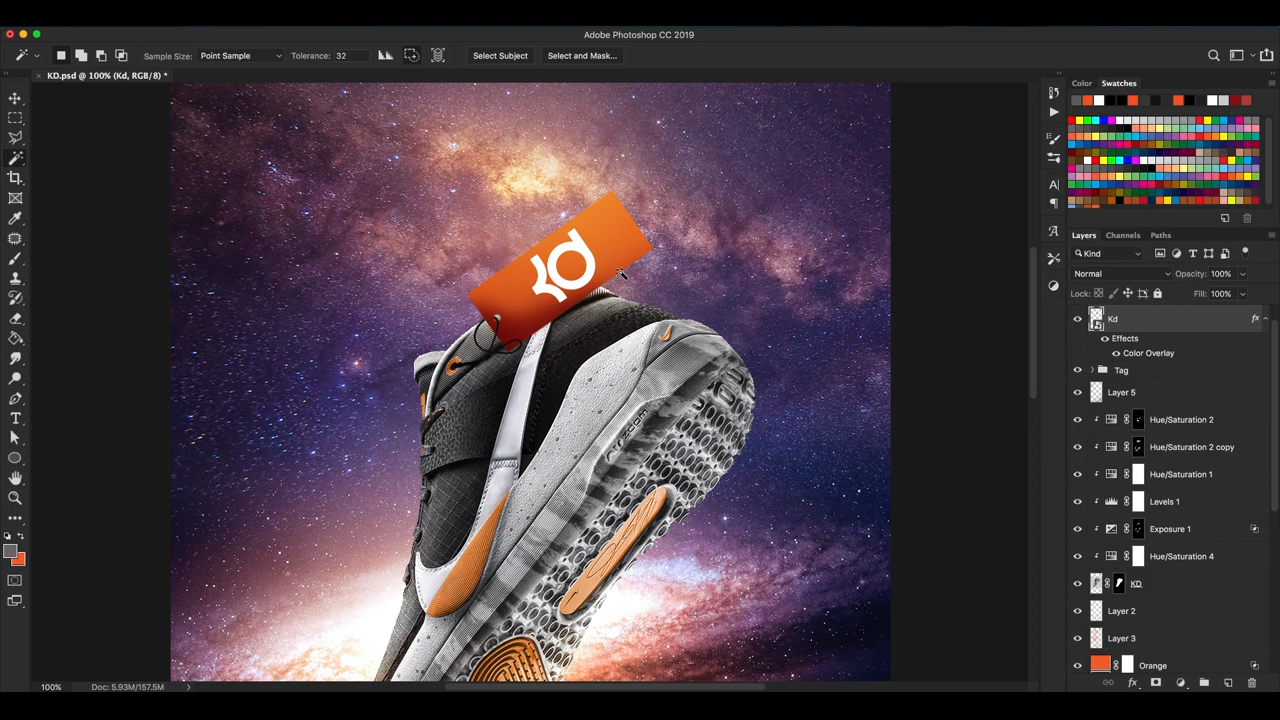 Adobe Photoshop CC 2019
Sample Size: Point Sample Tolerance: 32 Select Subject Select and Mask...
× KD.psd @ 100% (Kd, RGB/8) *
Color Swatches
Layers Channels Paths
Kind
Normal Opacity: 100%
Lock: Fill: 100%
Kd fx
Effects
Color Overlay
Tag
Layer 5
Hue/Saturation 2
Hue/Saturation 2 copy
Hue/Saturation 1
Levels 1
Exposure 1
Hue/Saturation 4
KD
Layer 2
Layer 3
Orange
100% Doc: 5.93M/157.5M
fx
kd